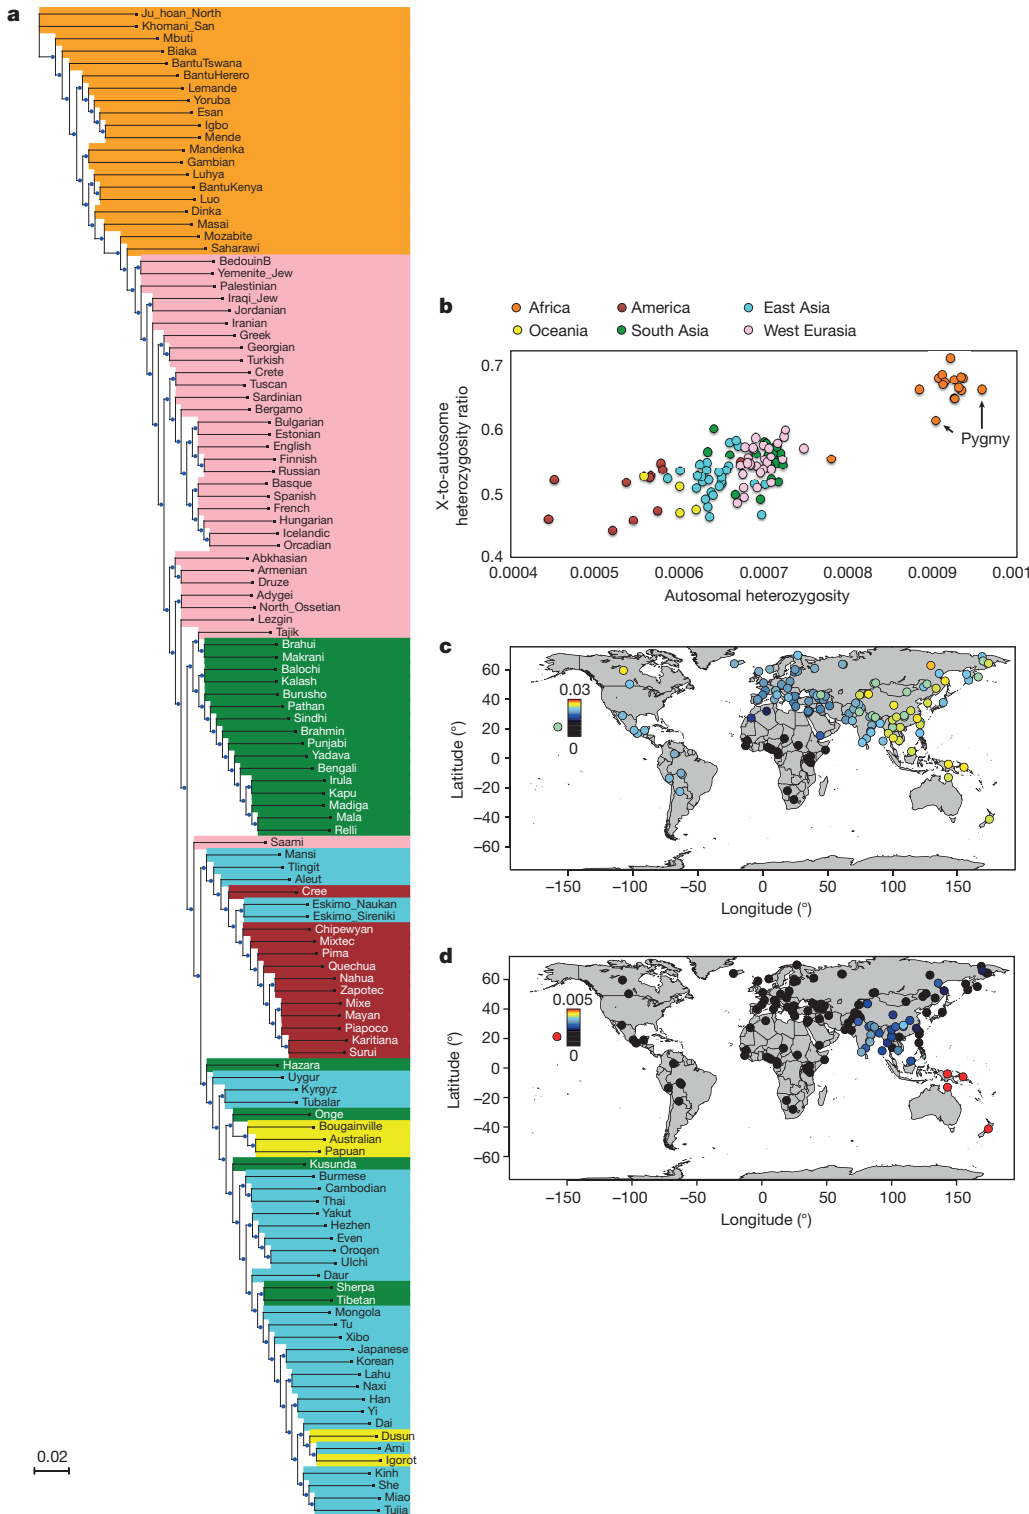 a
Ju_hoan_North
Khomani_San
Mbuti
Biaka
BantuTswana
BantuHerero
Lemande
Yoruba
Esan
Igbo
Mende
Mandenka
Gambian
Luhya
BantuKenya
Luo
Dinka
Masai
Mozabite
Saharawi
BedouinB
Yemenite_Jew
Palestinian
Iraqi_Jew
Jordanian
Iranian
Greek
Georgian
Turkish
Crete
Tuscan
Sardinian
Bergamo
Bulgarian
Estonian
English
Finnish
Russian
Basque
Spanish
French
Hungarian
Icelandic
Orcadian
Abkhasian
Armenian
Druze
Adygei
North_Ossetian
Lezgin
Tajik
Brahui
Makrani
Balochi
Kalash
Burusho
Pathan
Sindhi
Brahmin
Punjabi
Yadava
Bengali
Irula
Kapu
Madiga
Mala
Relli
Saami
Mansi
Tlingit
Aleut
Cree
Eskimo_Naukan
Eskimo_Sireniki
Chipewyan
Mixtec
Pima
Quechua
Nahua
Zapotec
Mixe
Mayan
Piapoco
Karitiana
Surui
Hazara
Uygur
Kyrgyz
Tubalar
Onge
Bougainville
Australian
Papuan
Kusunda
Burmese
Cambodian
Thai
Yakut
Hezhen
Even
Oroqen
Ulchi
Daur
Sherpa
Tibetan
Mongola
Tu
Xibo
Japanese
Korean
Lahu
Naxi
Han
Yi
Dai
Dusun
Ami
Igorot
Kinh
She
Miao
Tujia
0.02
b
Africa America East Asia
Oceania South Asia West Eurasia
0.7
0.6
0.5
0.4
X-to-autosome
heterozygosity ratio
Pygmy
0.0004 0.0005 0.0006 0.0007 0.0008 0.0009 0.001
Autosomal heterozygosity
c
60
40
20
0
−20
−40
−60
Latitude (°)
0.03
0
−150 −100 −50 0 50 100 150
Longitude (°)
d
60
40
20
0
−20
−40
−60
Latitude (°)
0.005
0
−150 −100 −50 0 50 100 150
Longitude (°)